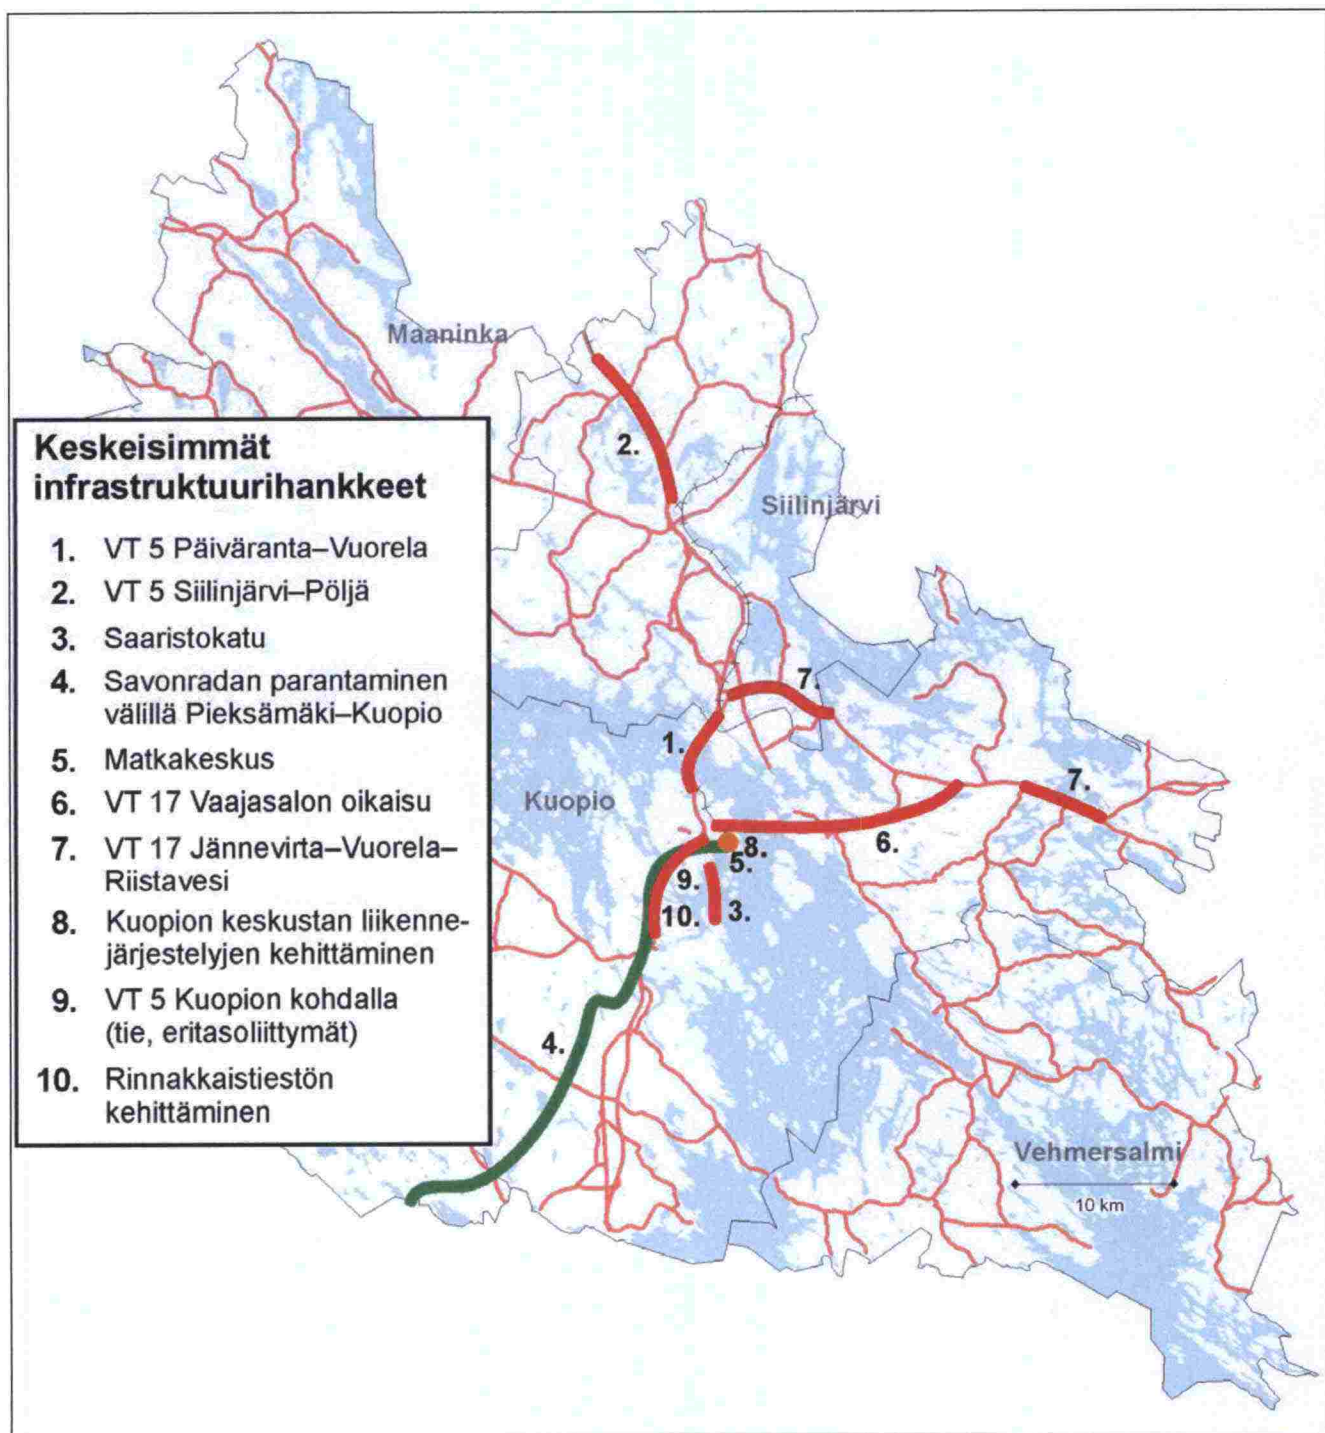 Maaninka
Keskeisimmät
infrastruktuurihankkeet
1. VT 5 Päiväranta–Vuorela
2. VT 5 Siilinjärvi–Pöljä
3. Saaristokatu
4. Savonradan parantaminen
välillä Pieksämäki–Kuopio
5. Matkakeskus
6. VT 17 Vaajasalon oikaisu
7. VT 17 Jännevirta–Vuorela–
Riistavesi
8. Kuopion keskustan liikenne-
järjestelyjen kehittäminen
9. VT 5 Kuopion kohdalla
(tie, eritasoliittymät)
10. Rinnakkaistiestön
kehittäminen
2.
Siilinjärvi
7.
1.
Kuopio
7.
6.
8.
5.
9.
10.
3.
4.
Vehmersalmi
10 km